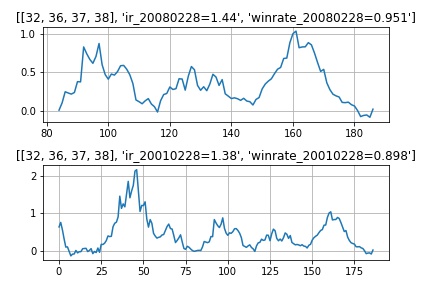 [[32, 36, 37, 38], 'ir_20080228=1.44', 'winrate_20080228=0.951']
1.0
0.5
0.0
80 100 120 140 160 180
[[32, 36, 37, 38], 'ir_20010228=1.38', 'winrate_20010228=0.898']
2
1
0
0 25 50 75 100 125 150 175